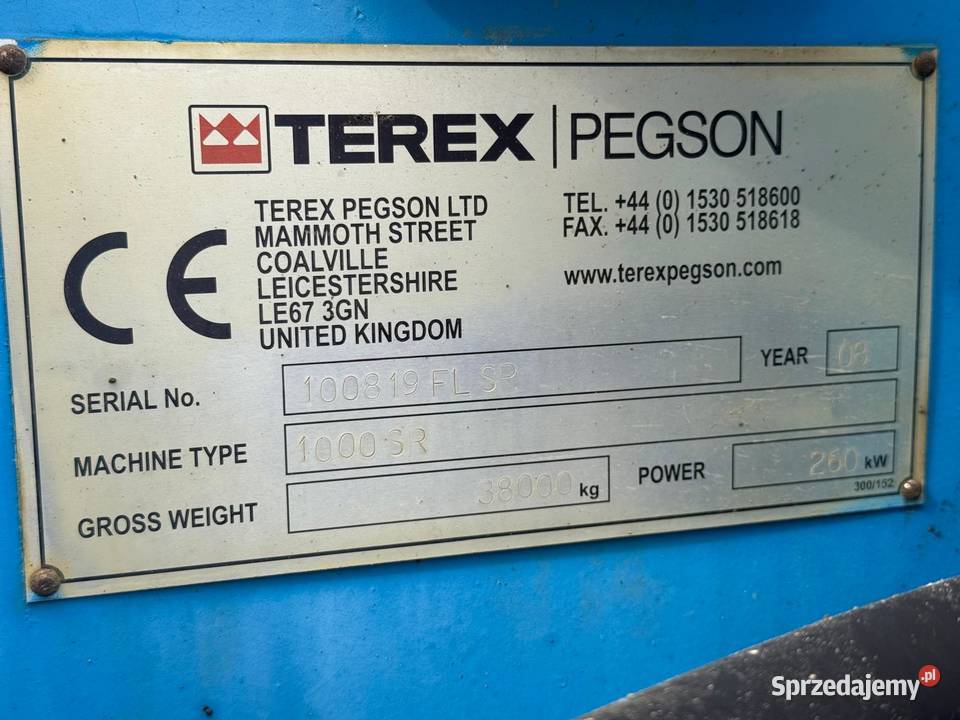 TEREX | PEGSON
TEREX PEGSON LTD
MAMMOTH STREET
COALVILLE
LEICESTERSHIRE
LE67 3GN
UNITED KINGDOM
TEL. +44 (0) 1530 518600
FAX. +44 (0) 1530 518618
www.terexpegson.com
CE
SERIAL No. 100819 FL SP
YEAR 08
MACHINE TYPE 1000 SR
GROSS WEIGHT 38000 kg
POWER 260 kW
300/152
Sprzedajemy.pl